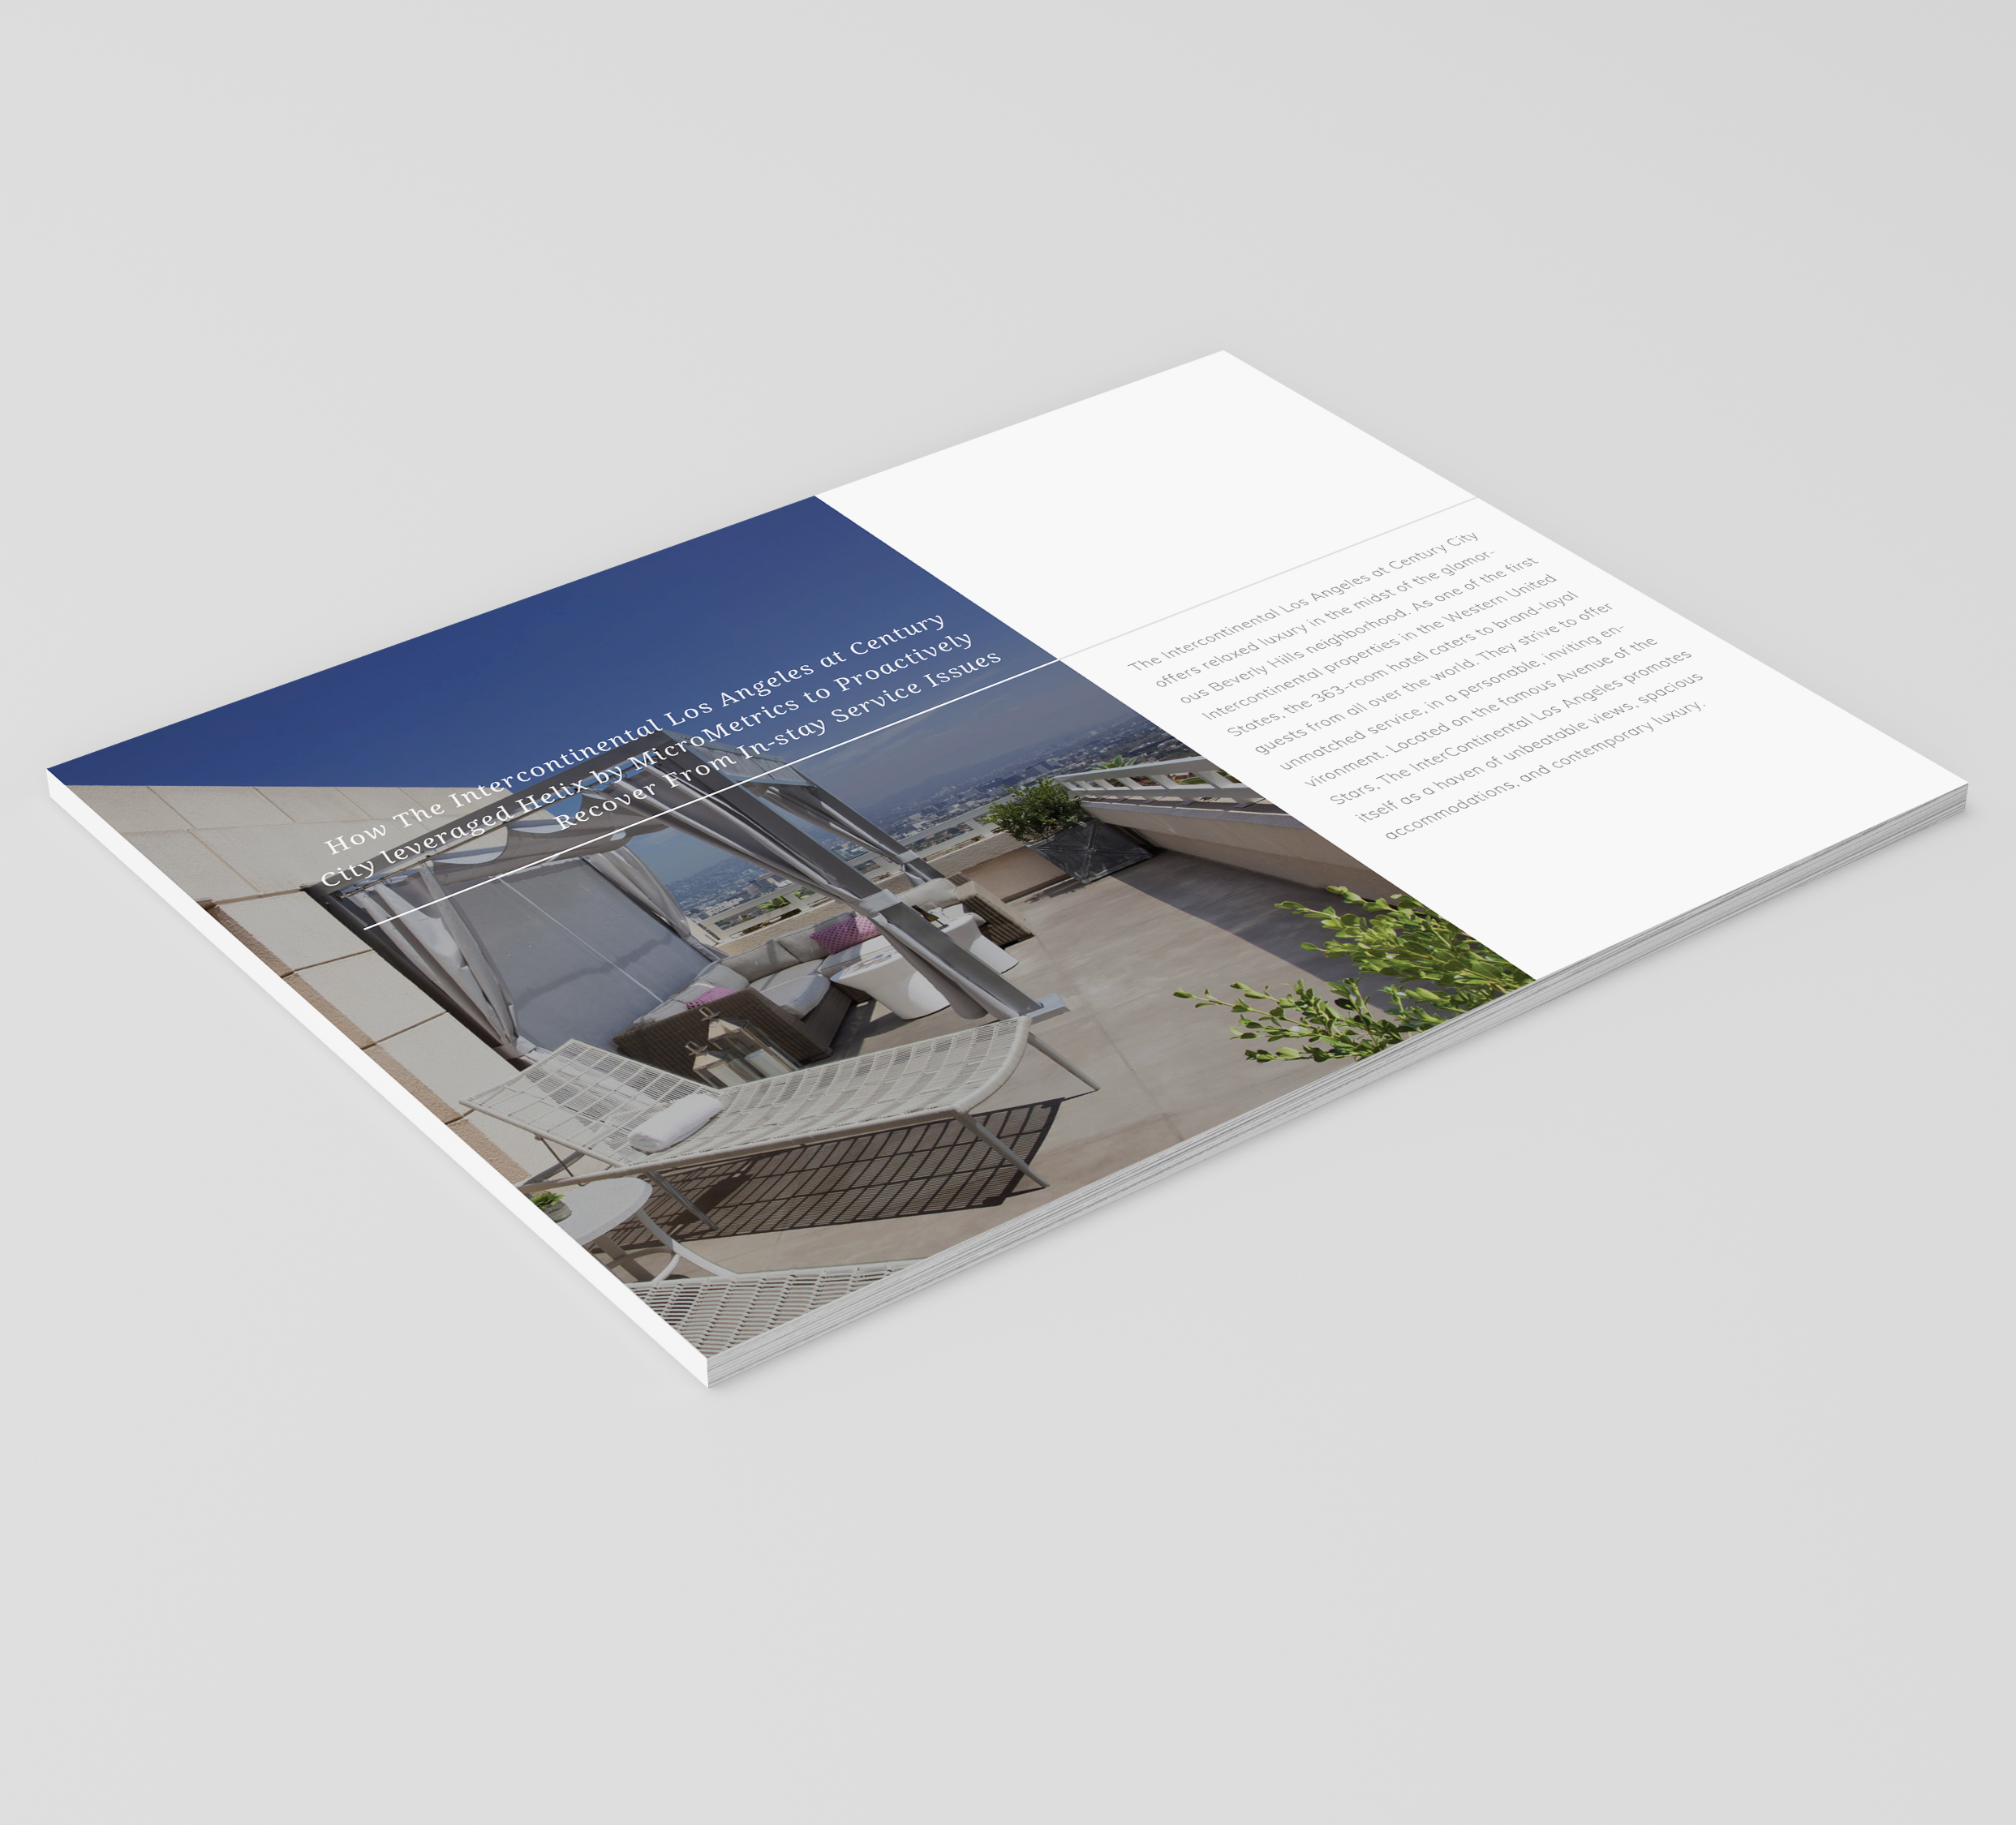 How The Intercontinental Los Angeles at Century
City leveraged Helix by MicroMetrics to Proactively
Recover From In-stay Service Issues
The Intercontinental Los Angeles at Century City
offers relaxed luxury in the midst of the glamor-
ous Beverly Hills neighborhood. As one of the first
Intercontinental properties in the Western United
States, the 363-room hotel caters to brand-loyal
guests from all over the world. They strive to offer
unmatched service, in a personable, inviting en-
vironment. Located on the famous Avenue of the
Stars, The InterContinental Los Angeles promotes
itself as a haven of unbeatable views, spacious
accommodations, and contemporary luxury.